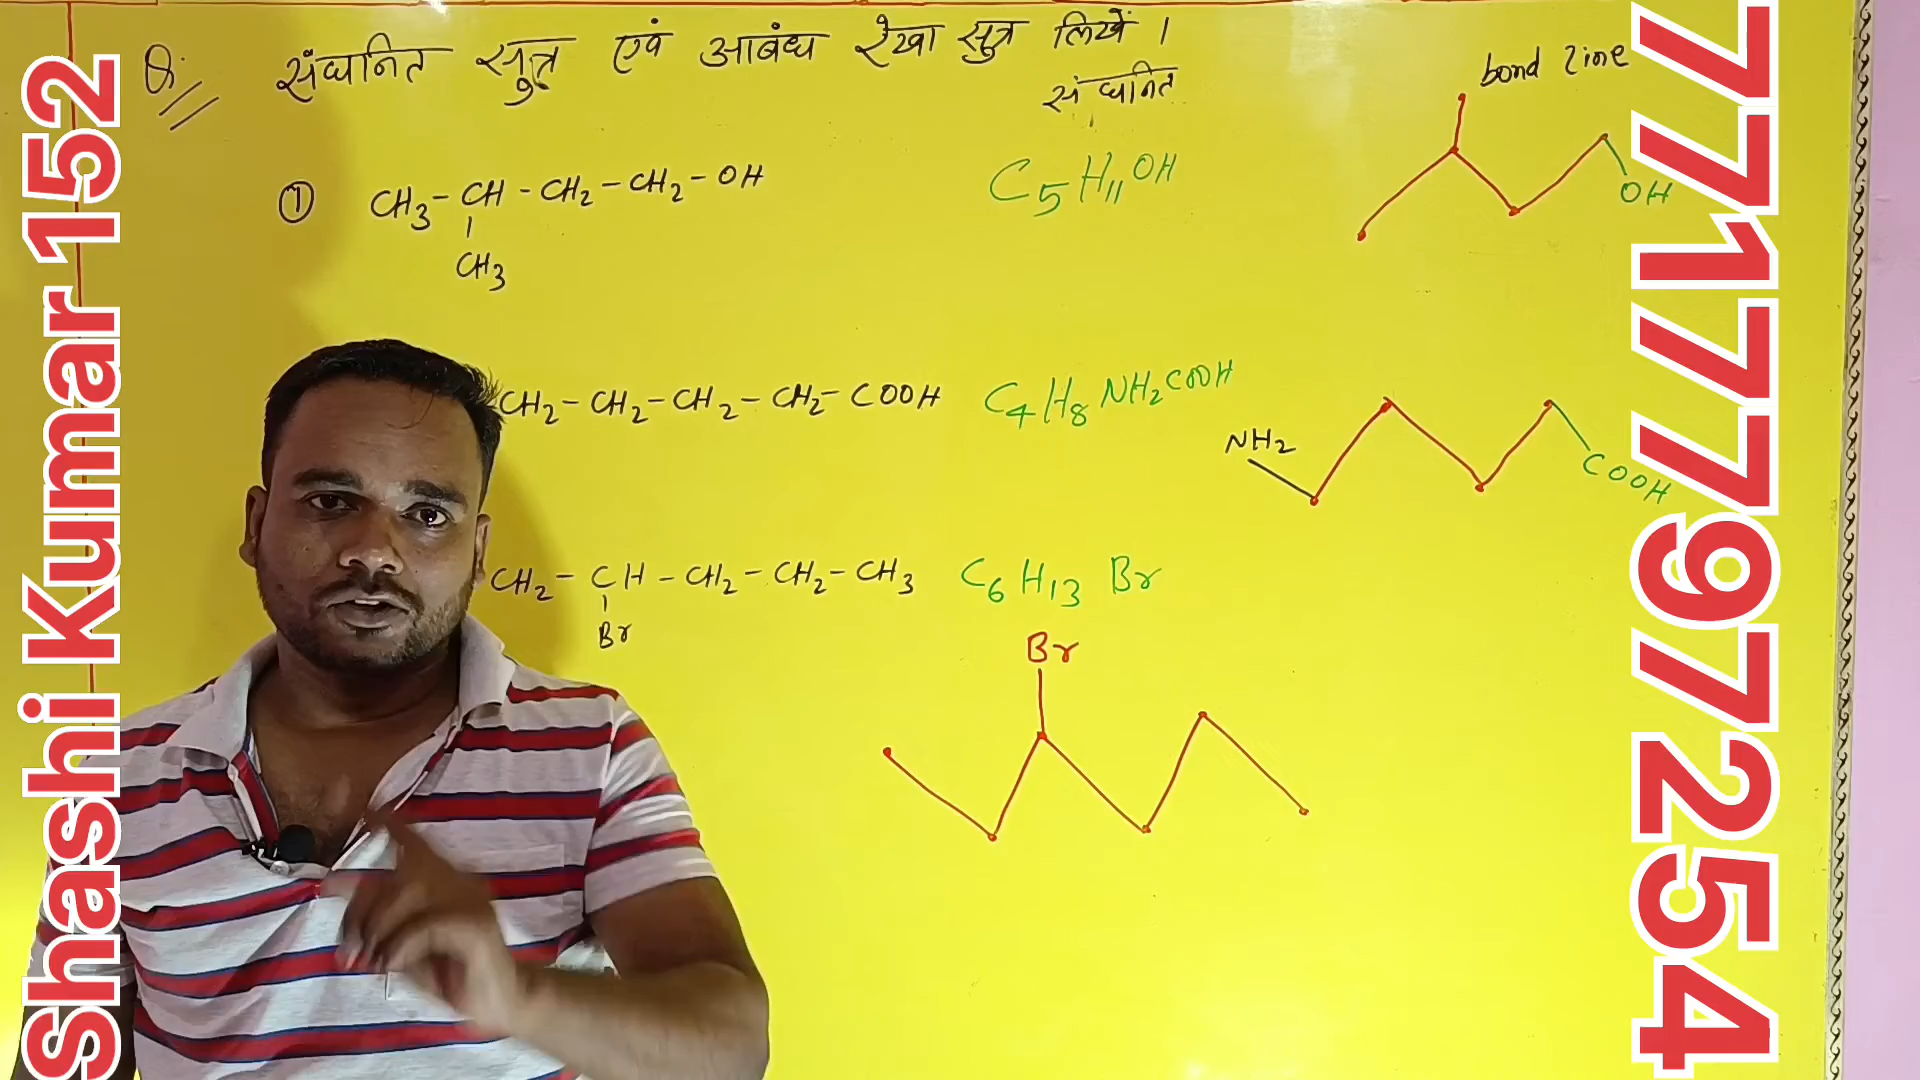 Q. संघनित सूत्र एवं आबंध रेखा सूत्र लिखें ।
संघनित
bond line
① CH3-CH-CH2-CH2-OH
CH3
C5H11OH
OH
CH2-CH2-CH2-CH2-COOH
C4H8NH2COOH
NH2
COOH
CH2-CH-CH2-CH2-CH3
Br
C6H13Br
Br
Shashi Kumar 152
7717797254